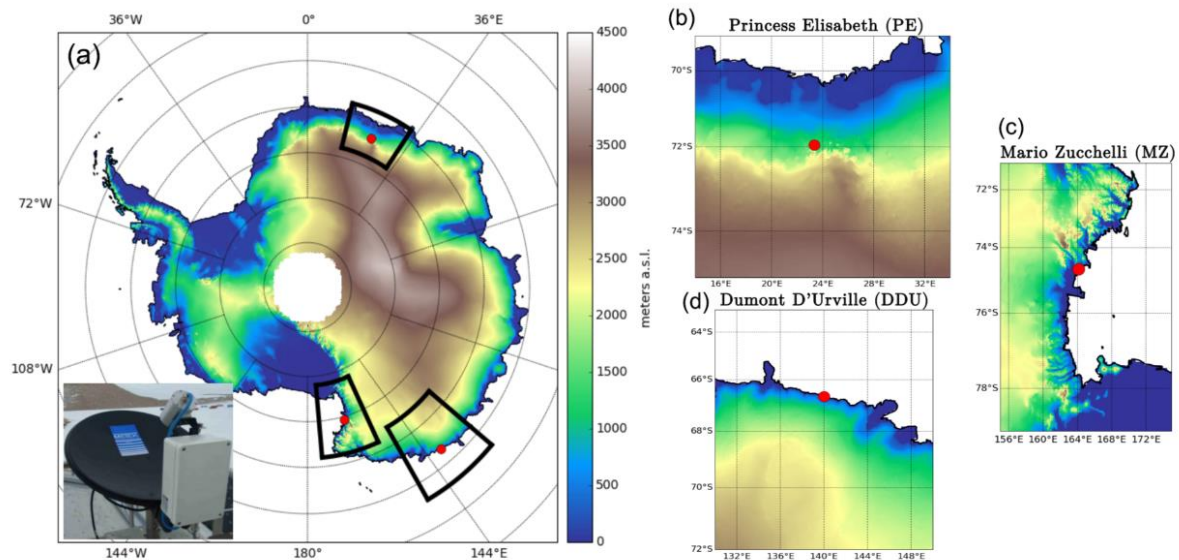 36°W 0° 36°E
(a)
72°W
108°W
144°W 180° 144°E
4500
4000
3500
3000
2500
2000
1500
1000
500
0
meters a.s.l.
(b) Princess Elisabeth (PE)
70°S
72°S
74°S
16°E 20°E 24°E 28°E 32°E
(c)
Mario Zucchelli (MZ)
72°S
74°S
76°S
78°S
156°E 160°E 164°E 168°E 172°E
(d) Dumont D'Urville (DDU)
64°S
66°S
68°S
70°S
72°S
132°E 136°E 140°E 144°E 148°E